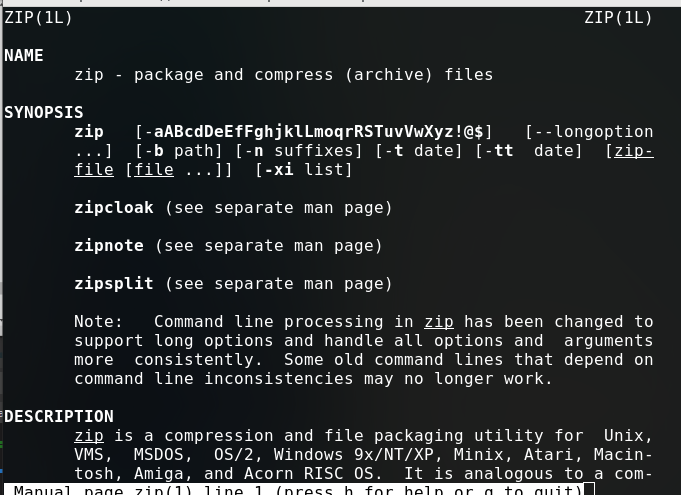 ZIP(1L) ZIP(1L)
NAME
zip - package and compress (archive) files
SYNOPSIS
zip [-aABcdDeEfFghjklLmoqrRSTuvVwXyz!@$] [--longoption
...] [-b path] [-n suffixes] [-t date] [-tt date] [zip-
file [file ...]] [-xi list]
zipcloak (see separate man page)
zipnote (see separate man page)
zipsplit (see separate man page)
Note: Command line processing in zip has been changed to
support long options and handle all options and arguments
more consistently. Some old command lines that depend on
command line inconsistencies may no longer work.
DESCRIPTION
zip is a compression and file packaging utility for Unix,
VMS, MSDOS, OS/2, Windows 9x/NT/XP, Minix, Atari, Macin-
tosh, Amiga, and Acorn RISC OS. It is analogous to a com-
Manual page zip(1) line 1 (press h for help or q to quit)